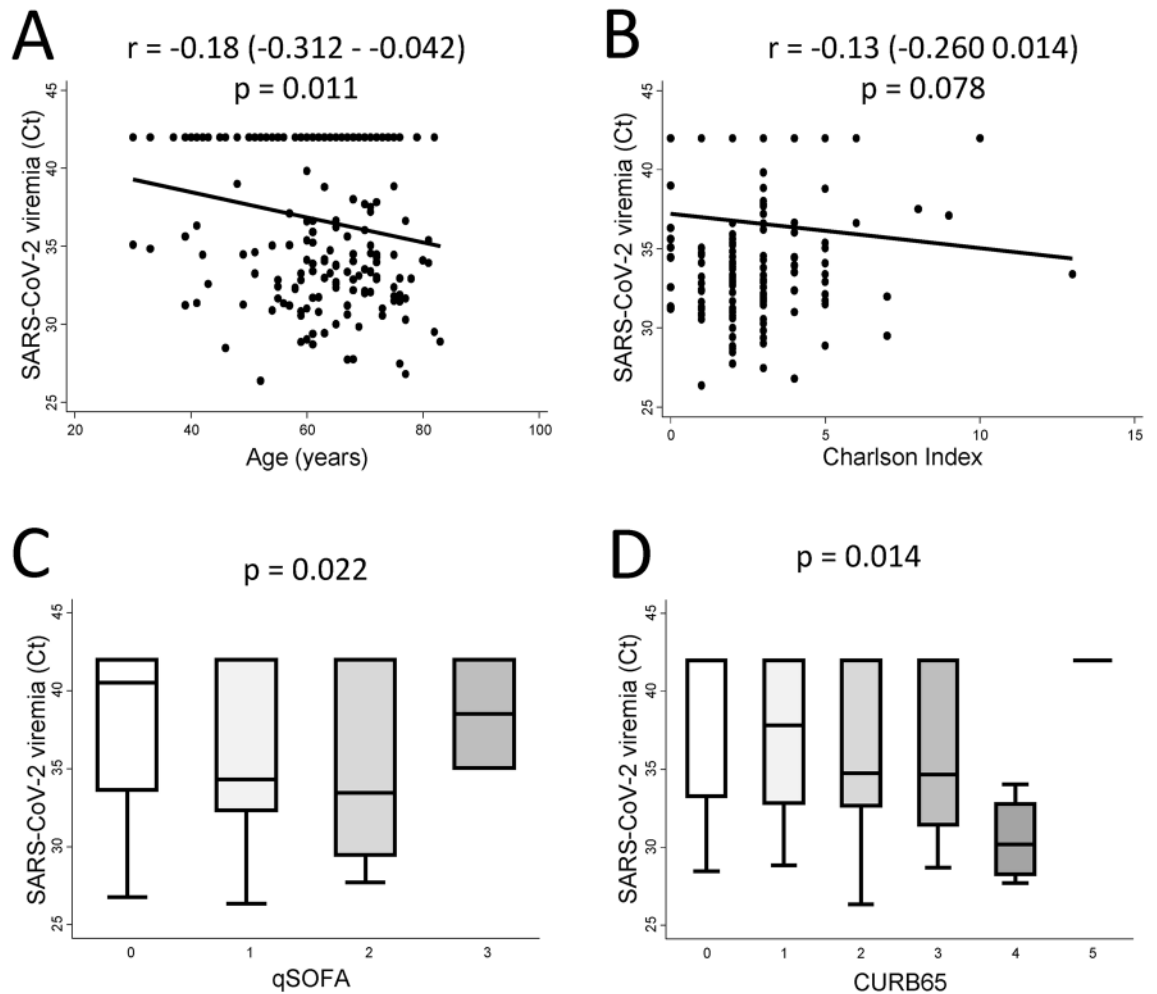 A
r = -0.18 (-0.312 - -0.042)
p = 0.011
SARS-CoV-2 viremia (Ct)
45
40
35
30
25
20 40 60 80 100
Age (years)
B
r = -0.13 (-0.260 0.014)
p = 0.078
SARS-CoV-2 viremia (Ct)
45
40
35
30
25
0 5 10 15
Charlson Index
C
p = 0.022
SARS-CoV-2 viremia (Ct)
45
40
35
30
25
0 1 2 3
qSOFA
D
p = 0.014
SARS-CoV-2 viremia (Ct)
45
40
35
30
25
0 1 2 3 4 5
CURB65